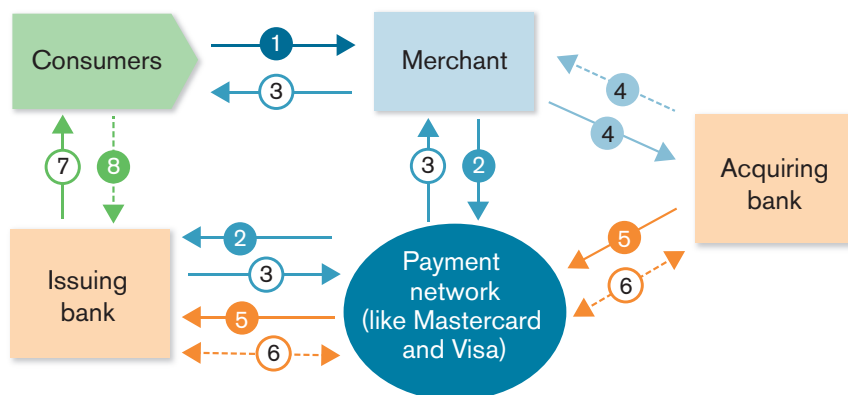 Consumers
1
Merchant
3
4
4
7
8
3
2
Acquiring
bank
2
5
Issuing
bank
3
Payment
network
(like Mastercard
and Visa)
6
5
6